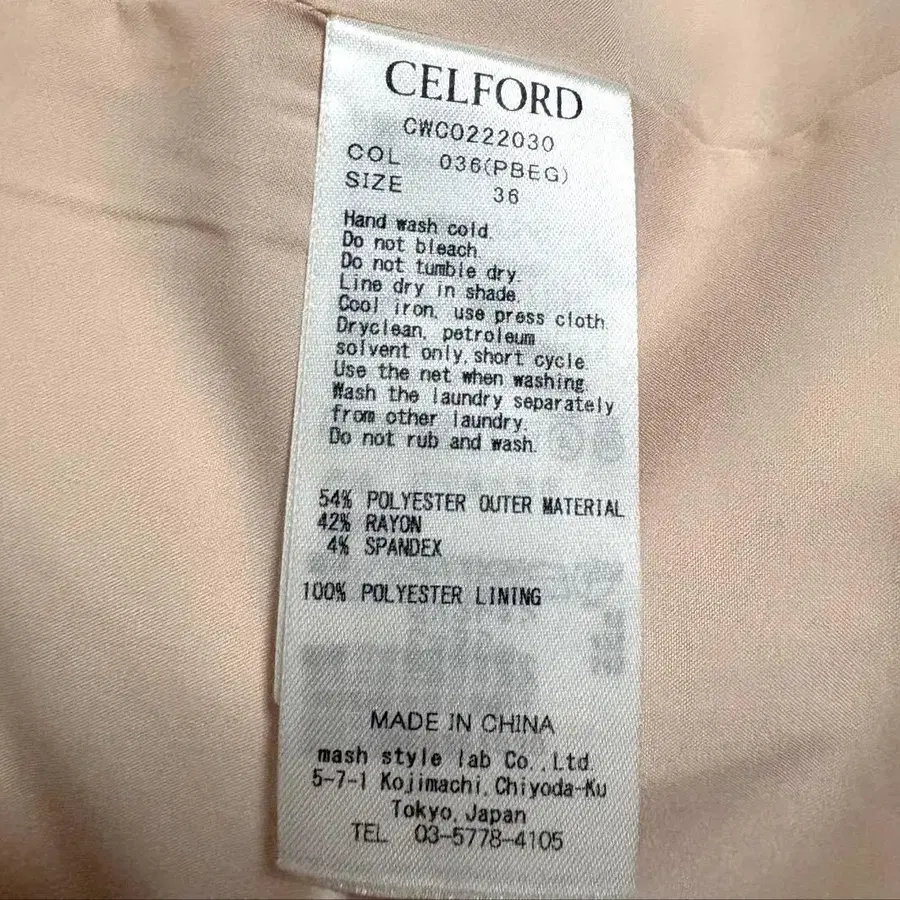 CELFORD
CWCO222030
COL 036(PBEG)
SIZE 36
Hand wash cold.
Do not bleach.
Do not tumble dry.
Line dry in shade.
Cool iron, use press cloth.
Dryclean, petroleum
solvent only, short cycle.
Use the net when washing.
Wash the laundry separately
from other laundry.
Do not rub and wash.
54% POLYESTER OUTER MATERIAL
42% RAYON
4% SPANDEX
100% POLYESTER LINING
MADE IN CHINA
mash style lab Co.,Ltd.
5-7-1 Kojimachi, Chiyoda-Ku
Tokyo, Japan
TEL 03-5778-4105